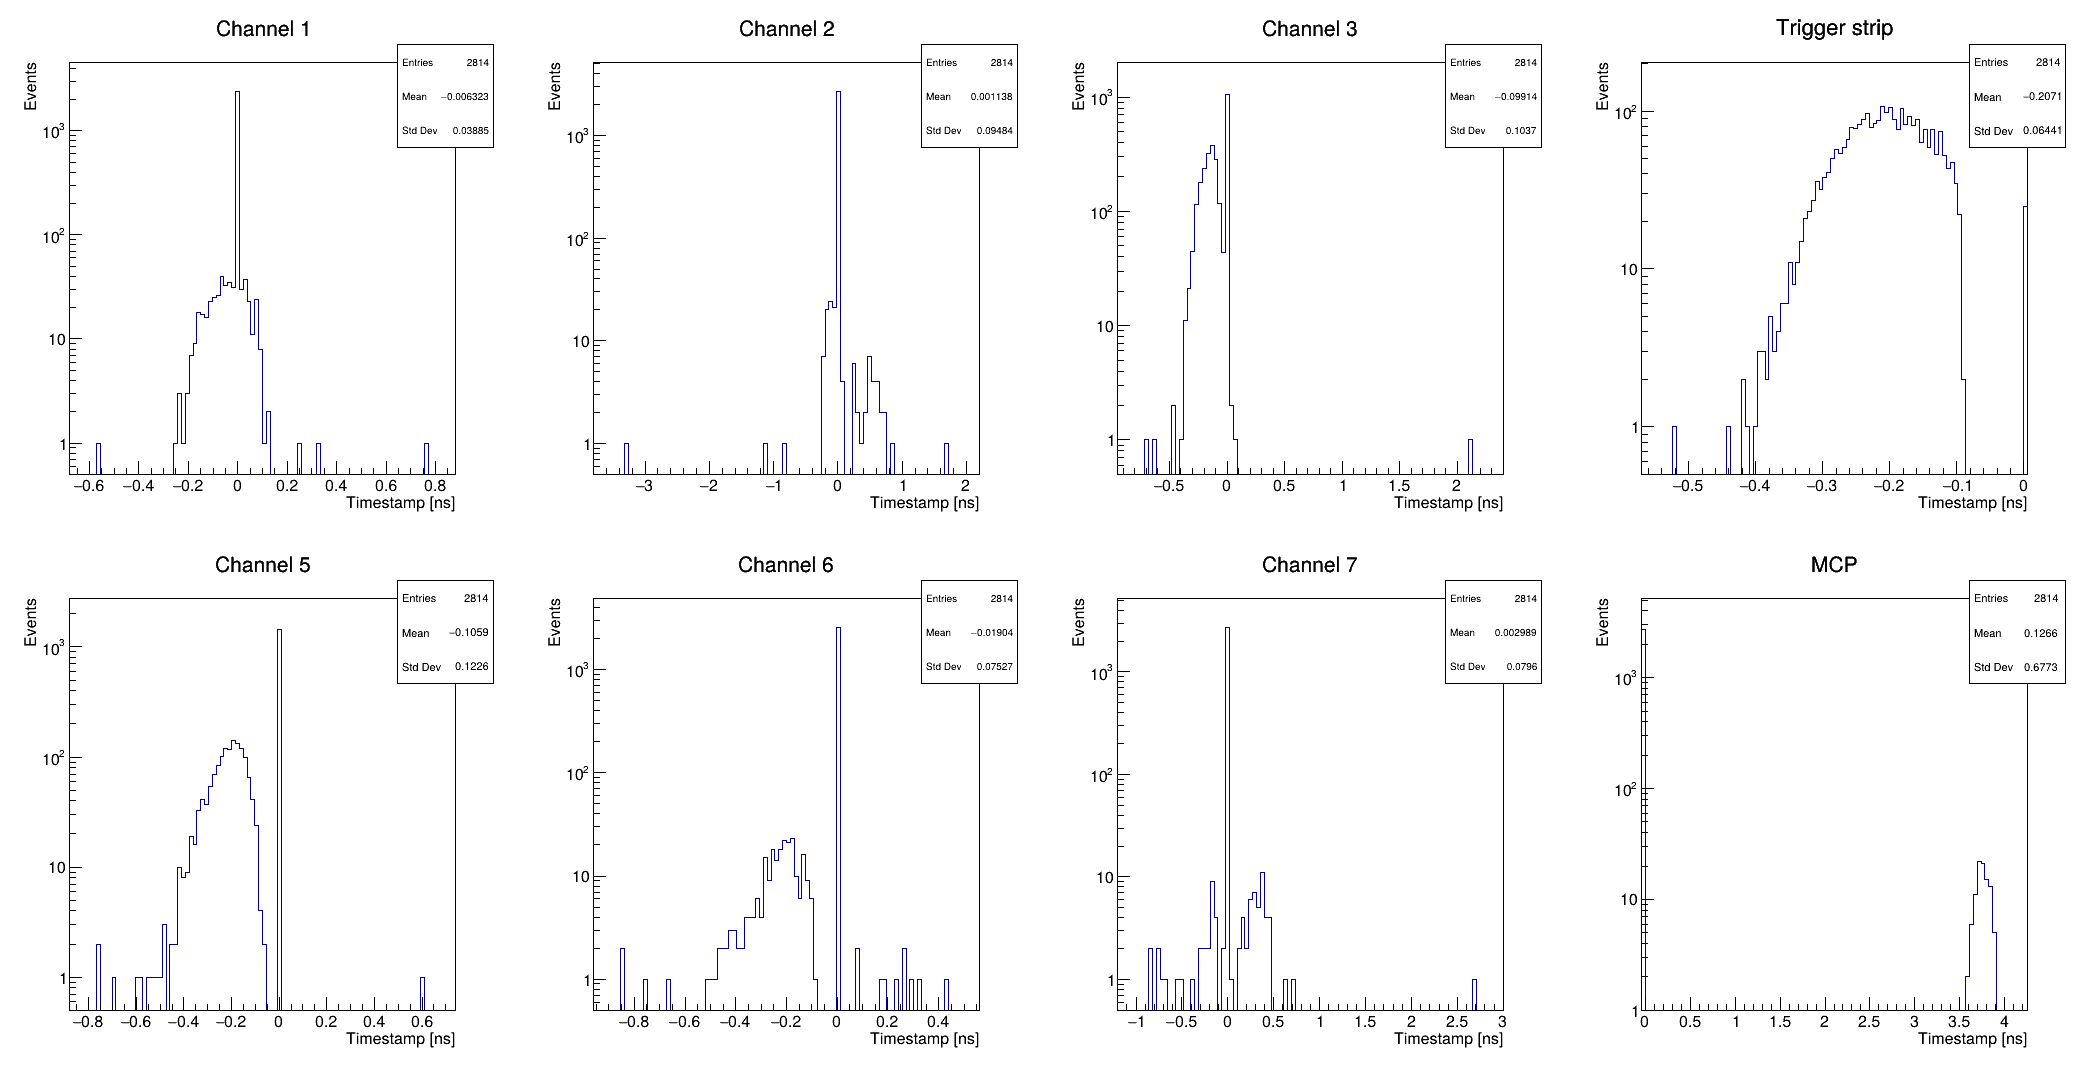 Channel 1
Events
Entries 2814
Mean −0.006323
Std Dev 0.03885
10³
10²
10
1
−0.6 −0.4 −0.2 0 0.2 0.4 0.6 0.8
Timestamp [ns]
Channel 2
Events
Entries 2814
Mean 0.001138
Std Dev 0.09484
10³
10²
10
1
−3 −2 −1 0 1 2
Timestamp [ns]
Channel 3
Events
Entries 2814
Mean −0.09914
Std Dev 0.1037
10³
10²
10
1
−0.5 0 0.5 1 1.5 2
Timestamp [ns]
Trigger strip
Events
Entries 2814
Mean −0.2071
Std Dev 0.06441
10²
10
1
−0.5 −0.4 −0.3 −0.2 −0.1 0
Timestamp [ns]
Channel 5
Events
Entries 2814
Mean −0.1059
Std Dev 0.1226
10³
10²
10
1
−0.8 −0.6 −0.4 −0.2 0 0.2 0.4 0.6
Timestamp [ns]
Channel 6
Events
Entries 2814
Mean −0.01904
Std Dev 0.07527
10³
10²
10
1
−0.8 −0.6 −0.4 −0.2 0 0.2 0.4
Timestamp [ns]
Channel 7
Events
Entries 2814
Mean 0.002989
Std Dev 0.0796
10³
10²
10
1
−1 −0.5 0 0.5 1 1.5 2 2.5 3
Timestamp [ns]
MCP
Events
Entries 2814
Mean 0.1266
Std Dev 0.6773
10³
10²
10
1
0 0.5 1 1.5 2 2.5 3 3.5 4
Timestamp [ns]